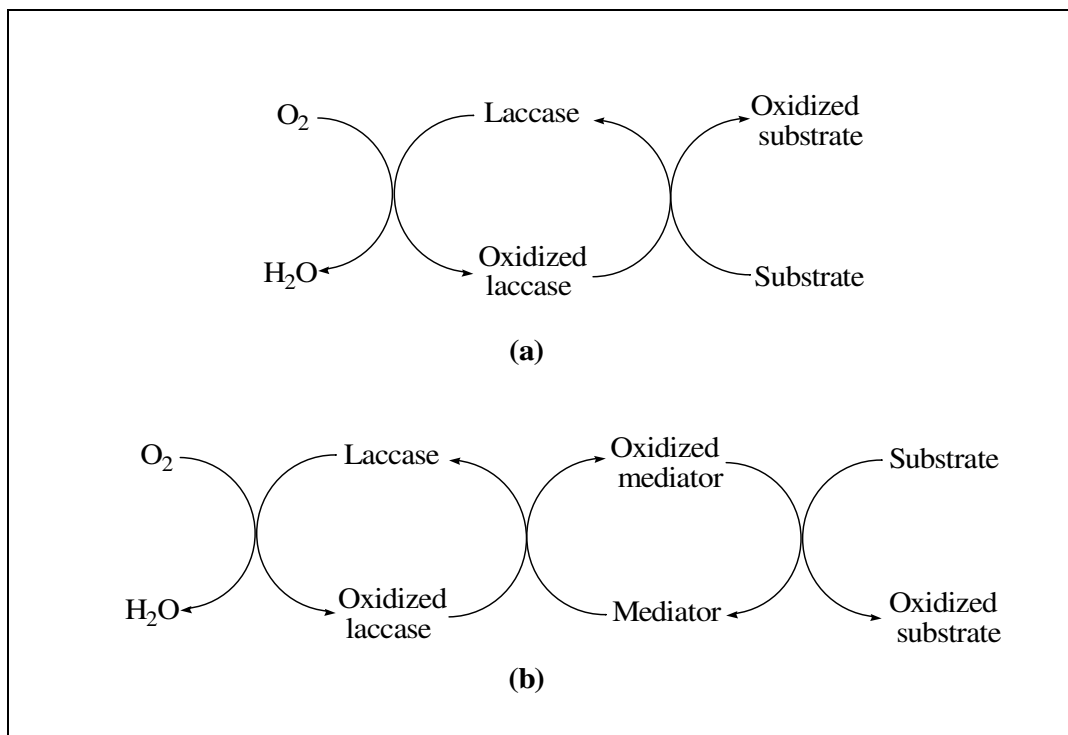 O₂
Laccase
Oxidized
substrate
H₂O
Oxidized
laccase
Substrate
(a)
O₂
Laccase
Oxidized
mediator
Substrate
H₂O
Oxidized
laccase
Mediator
Oxidized
substrate
(b)